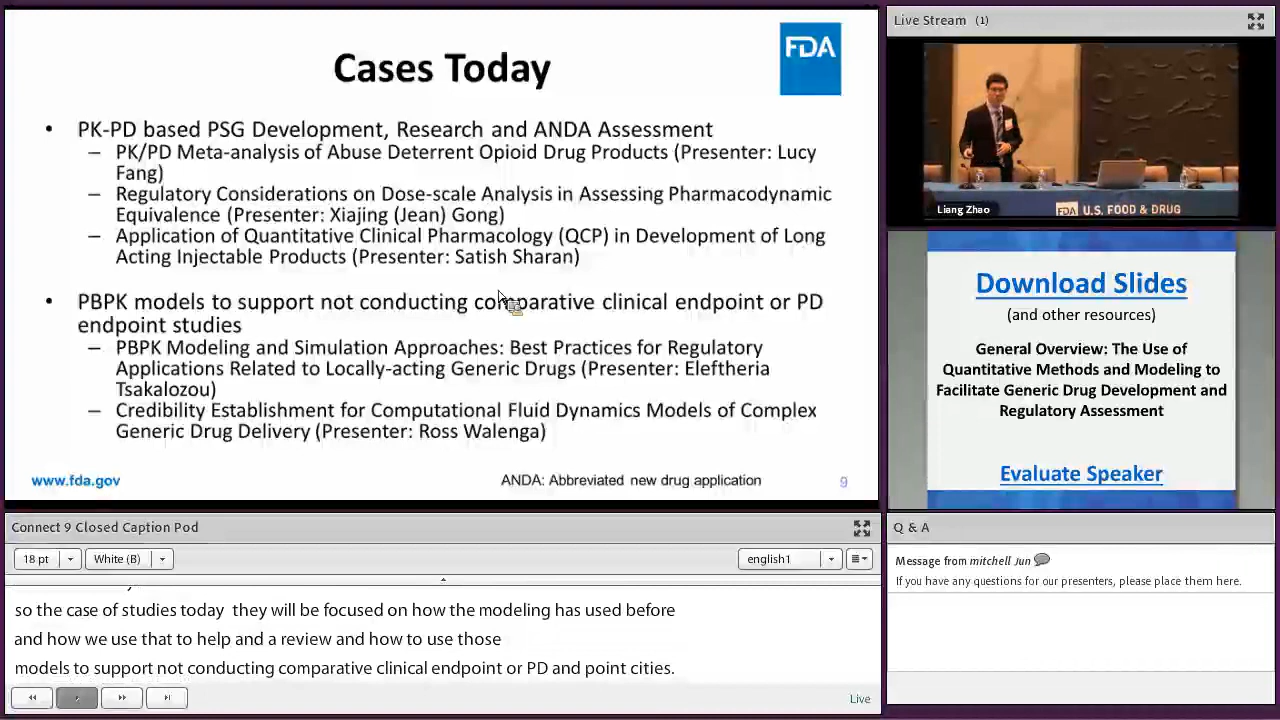 Cases Today
FDA
• PK-PD based PSG Development, Research and ANDA Assessment
– PK/PD Meta-analysis of Abuse Deterrent Opioid Drug Products (Presenter: Lucy
Fang)
– Regulatory Considerations on Dose-scale Analysis in Assessing Pharmacodynamic
Equivalence (Presenter: Xiajing (Jean) Gong)
– Application of Quantitative Clinical Pharmacology (QCP) in Development of Long
Acting Injectable Products (Presenter: Satish Sharan)
• PBPK models to support not conducting comparative clinical endpoint or PD
endpoint studies
– PBPK Modeling and Simulation Approaches: Best Practices for Regulatory
Applications Related to Locally-acting Generic Drugs (Presenter: Eleftheria
Tsakalozou)
– Credibility Establishment for Computational Fluid Dynamics Models of Complex
Generic Drug Delivery (Presenter: Ross Walenga)
www.fda.gov
ANDA: Abbreviated new drug application
9
Live Stream (1)
Liang Zhao
FDA U.S. FOOD & DRUG
Download Slides
(and other resources)
General Overview: The Use of
Quantitative Methods and Modeling to
Facilitate Generic Drug Development and
Regulatory Assessment
Evaluate Speaker
Connect 9 Closed Caption Pod
18 pt
White (B)
english1
so the case of studies today they will be focused on how the modeling has used before
and how we use that to help and a review and how to use those
models to support not conducting comparative clinical endpoint or PD and point cities.
Live
Q & A
Message from mitchell Jun
If you have any questions for our presenters, please place them here.